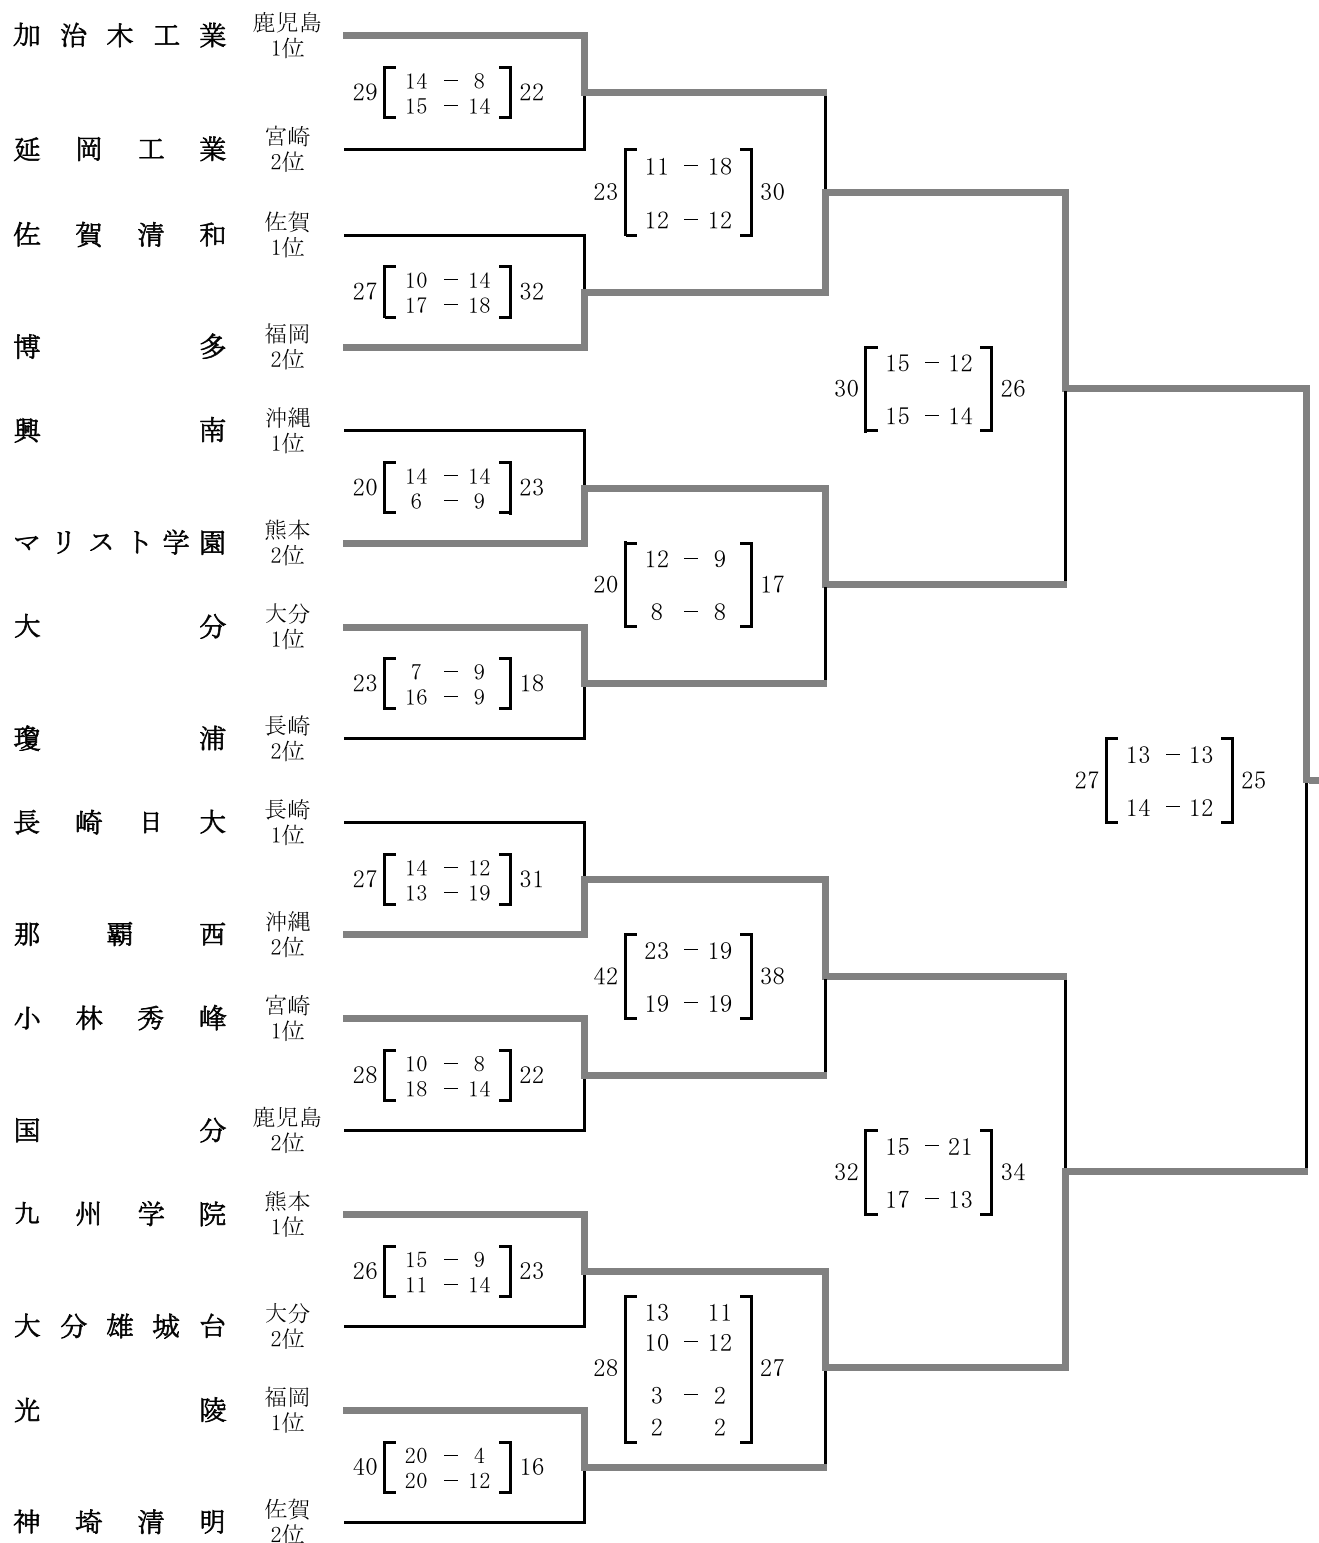 加治木工業 鹿児島 1位
29 14 － 8 22
15 － 14
延岡工業 宮崎 2位
23 11 － 18 30
12 － 12
佐賀清和 佐賀 1位
27 10 － 14 32
17 － 18
博多 福岡 2位
30 15 － 12 26
15 － 14
興南 沖縄 1位
20 14 － 14 23
6 － 9
マリスト学園 熊本 2位
20 12 － 9 17
8 － 8
大分 大分 1位
23 7 － 9 18
16 － 9
瓊浦 長崎 2位
27 13 － 13 25
14 － 12
長崎日大 長崎 1位
27 14 － 12 31
13 － 19
那覇西 沖縄 2位
42 23 － 19 38
19 － 19
小林秀峰 宮崎 1位
28 10 － 8 22
18 － 14
国分 鹿児島 2位
32 15 － 21 34
17 － 13
九州学院 熊本 1位
26 15 － 9 23
11 － 14
大分雄城台 大分 2位
28 13 11 27
10 － 12
3 － 2
2 2
光陵 福岡 1位
40 20 － 4 16
20 － 12
神埼清明 佐賀 2位